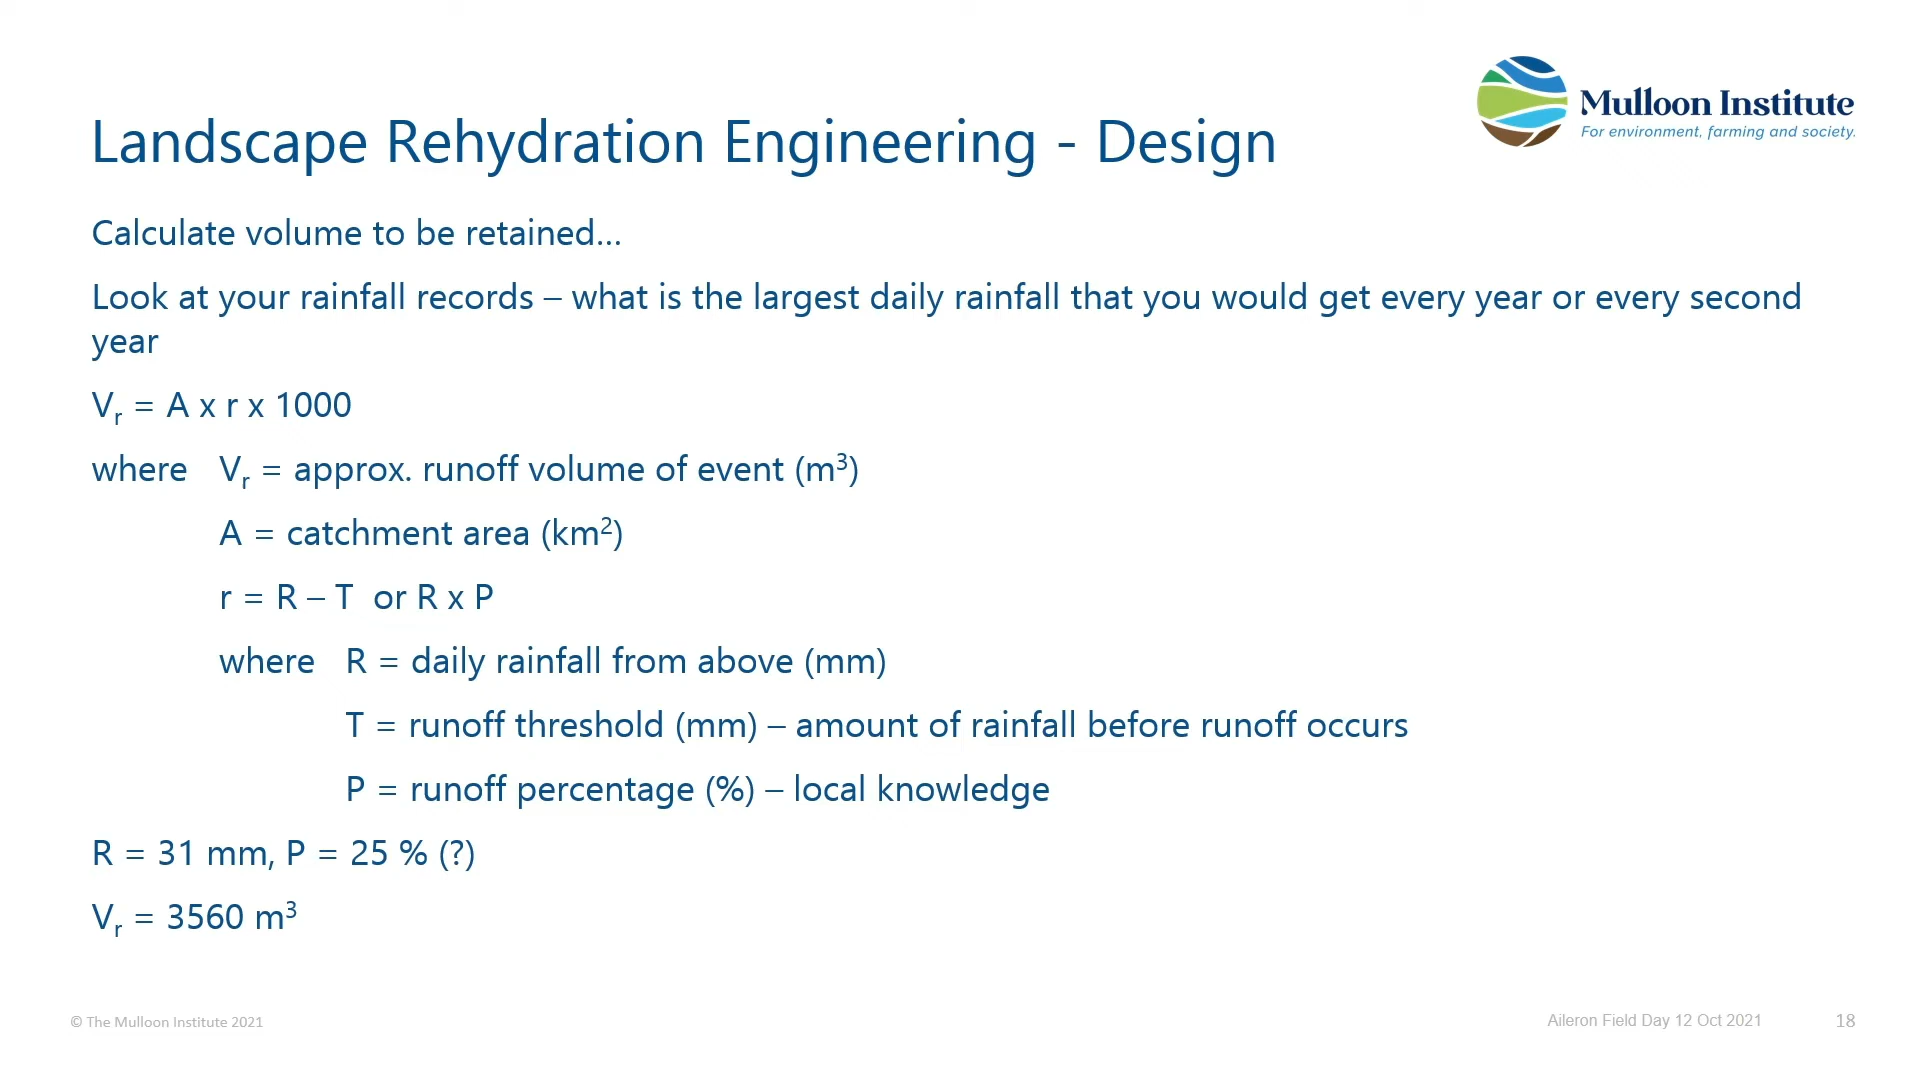 Mulloon Institute
For environment, farming and society.
Landscape Rehydration Engineering - Design
Calculate volume to be retained...
Look at your rainfall records – what is the largest daily rainfall that you would get every year or every second
year
Vr = A x r x 1000
where Vr = approx. runoff volume of event (m³)
A = catchment area (km²)
r = R – T or R x P
where R = daily rainfall from above (mm)
T = runoff threshold (mm) – amount of rainfall before runoff occurs
P = runoff percentage (%) – local knowledge
R = 31 mm, P = 25 % (?)
Vr = 3560 m³
© The Mulloon Institute 2021
Aileron Field Day 12 Oct 2021 18